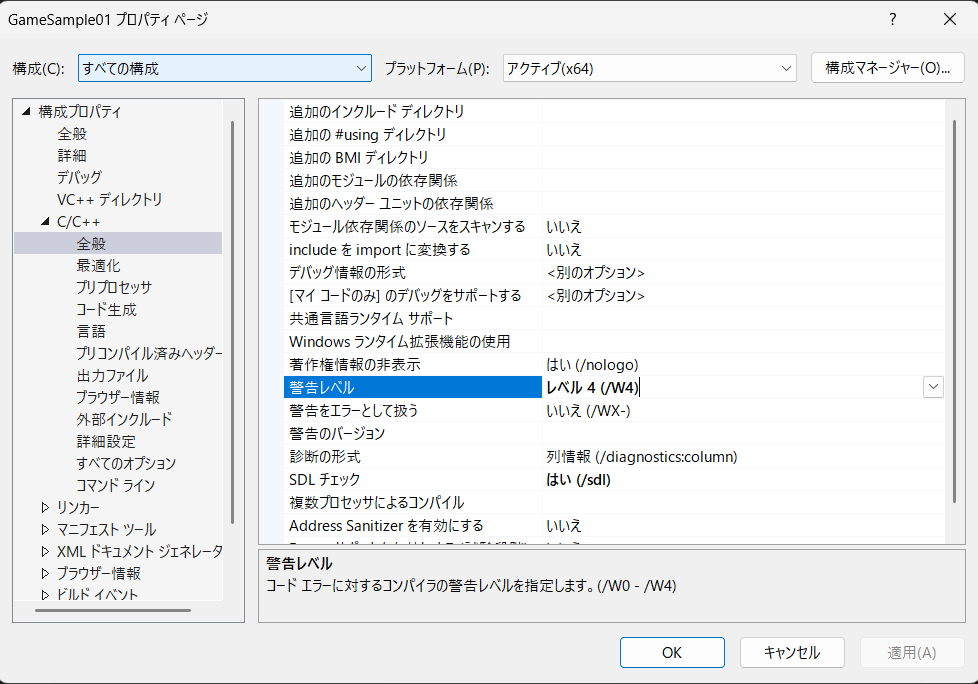 GameSample01 プロパティ ページ
?
構成(C): すべての構成 プラットフォーム(P): アクティブ(x64) 構成マネージャー(O)...
構成プロパティ
全般
詳細
デバッグ
VC++ ディレクトリ
C/C++
全般
最適化
プリプロセッサ
コード生成
言語
プリコンパイル済みヘッダー
出力ファイル
ブラウザー情報
外部インクルード
詳細設定
すべてのオプション
コマンド ライン
リンカー
マニフェスト ツール
XML ドキュメント ジェネレータ
ブラウザー情報
ビルド イベント
追加のインクルード ディレクトリ
追加の #using ディレクトリ
追加の BMI ディレクトリ
追加のモジュールの依存関係
追加のヘッダー ユニットの依存関係
モジュール依存関係のソースをスキャンする いいえ
include を import に変換する いいえ
デバッグ情報の形式 <別のオプション>
[マイ コードのみ] のデバッグをサポートする <別のオプション>
共通言語ランタイム サポート
Windows ランタイム拡張機能の使用
著作権情報の非表示 はい (/nologo)
警告レベル レベル 4 (/W4)
警告をエラーとして扱う いいえ (/WX-)
警告のバージョン
診断の形式 列情報 (/diagnostics:column)
SDL チェック はい (/sdl)
複数プロセッサによるコンパイル
Address Sanitizer を有効にする いいえ
警告レベル
コード エラーに対するコンパイラの警告レベルを指定します。(/W0 - /W4)
OK キャンセル 適用(A)